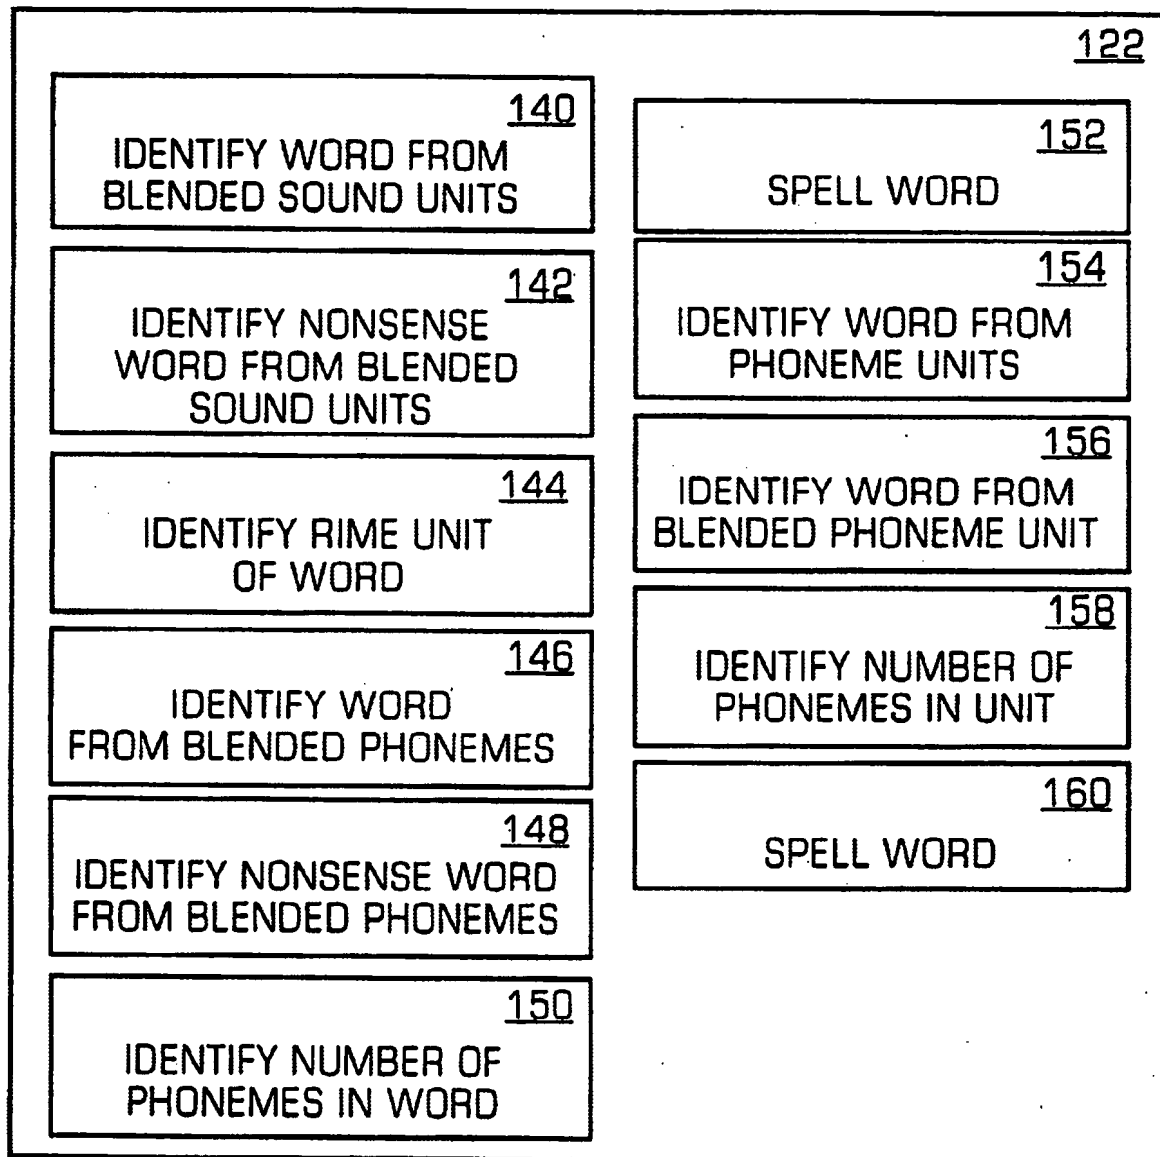 122
140
IDENTIFY WORD FROM
BLENDED SOUND UNITS
142
IDENTIFY NONSENSE
WORD FROM BLENDED
SOUND UNITS
144
IDENTIFY RIME UNIT
OF WORD
146
IDENTIFY WORD
FROM BLENDED PHONEMES
148
IDENTIFY NONSENSE WORD
FROM BLENDED PHONEMES
150
IDENTIFY NUMBER OF
PHONEMES IN WORD
152
SPELL WORD
154
IDENTIFY WORD FROM
PHONEME UNITS
156
IDENTIFY WORD FROM
BLENDED PHONEME UNIT
158
IDENTIFY NUMBER OF
PHONEMES IN UNIT
160
SPELL WORD